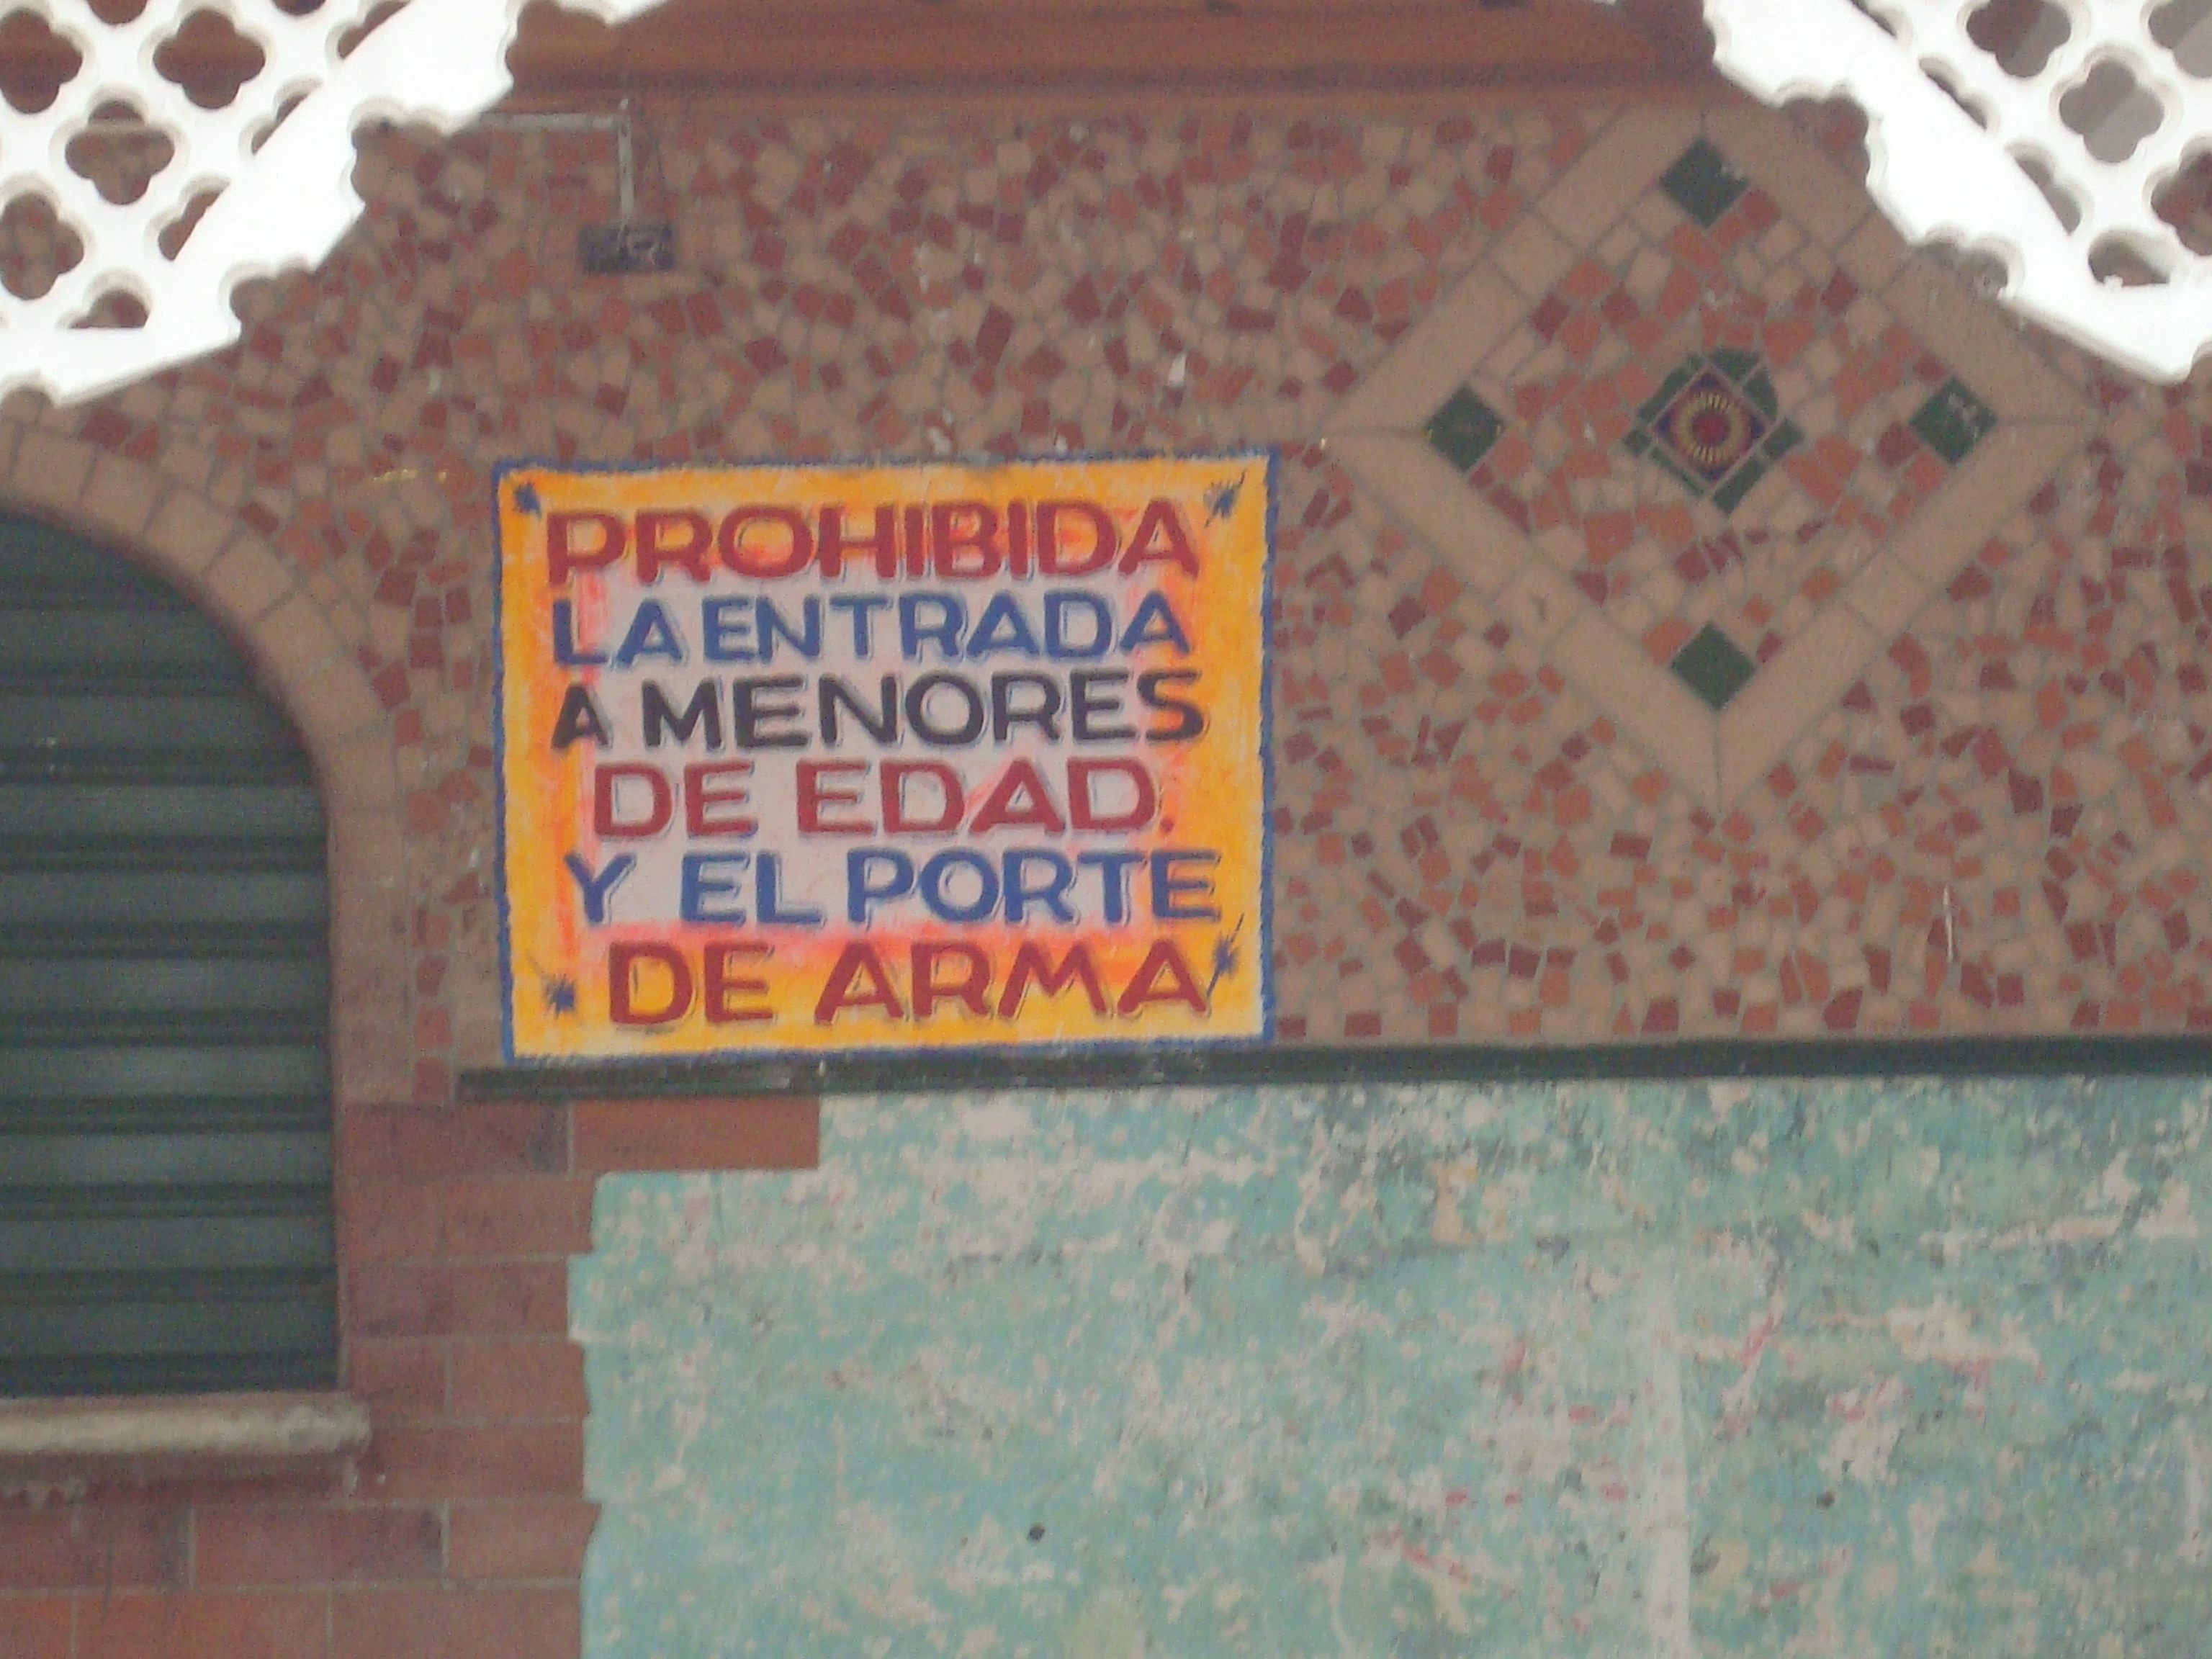 PROHIBIDA
LA ENTRADA
A MENORES
DE EDAD.
Y EL PORTE
DE ARMA